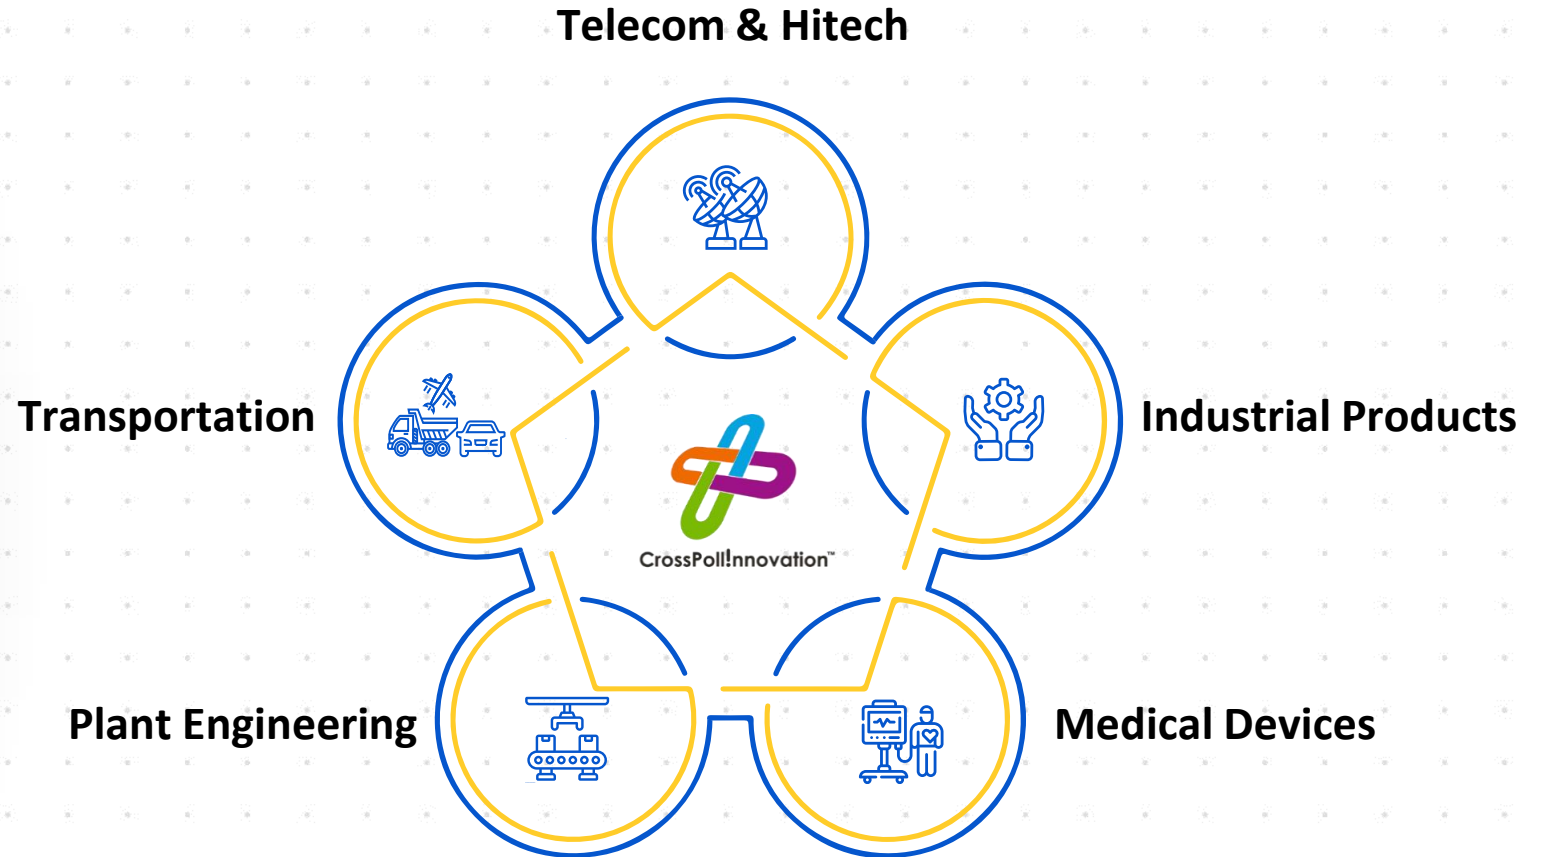 Telecom & Hitech
Transportation
Industrial Products
CrossPoll!nnovation™
Plant Engineering
Medical Devices